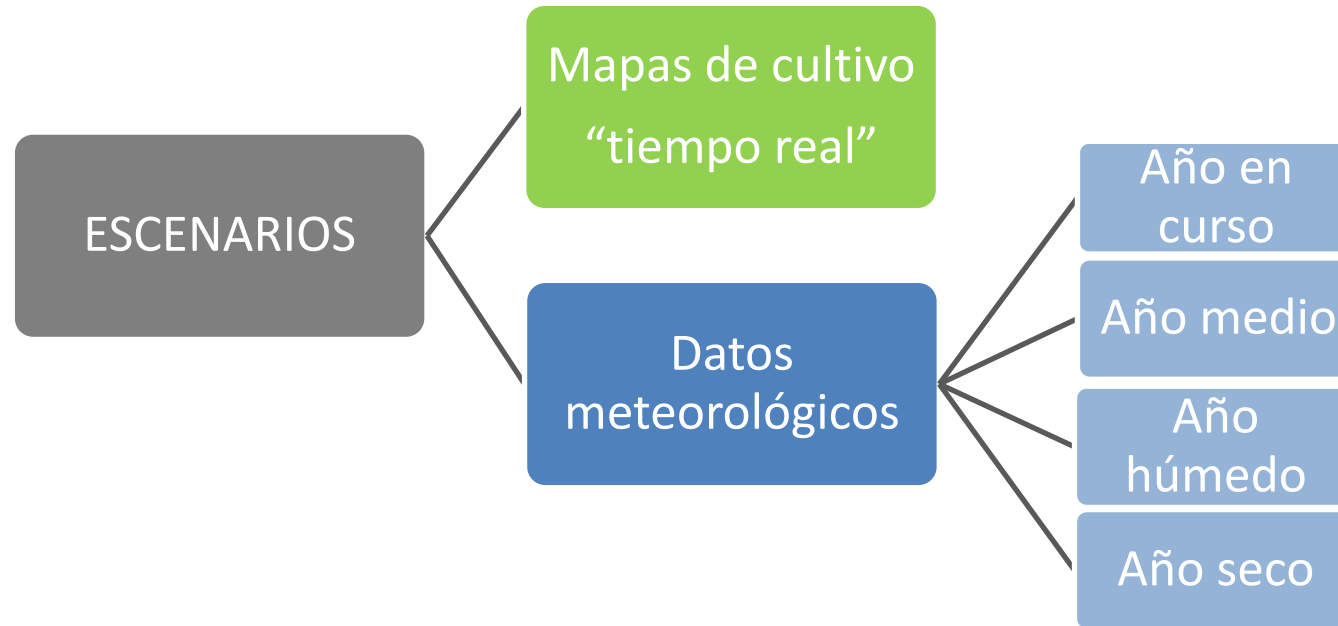 ESCENARIOS
Mapas de cultivo
“tiempo real”
Datos
meteorológicos
Año en
curso
Año medio
Año
húmedo
Año seco